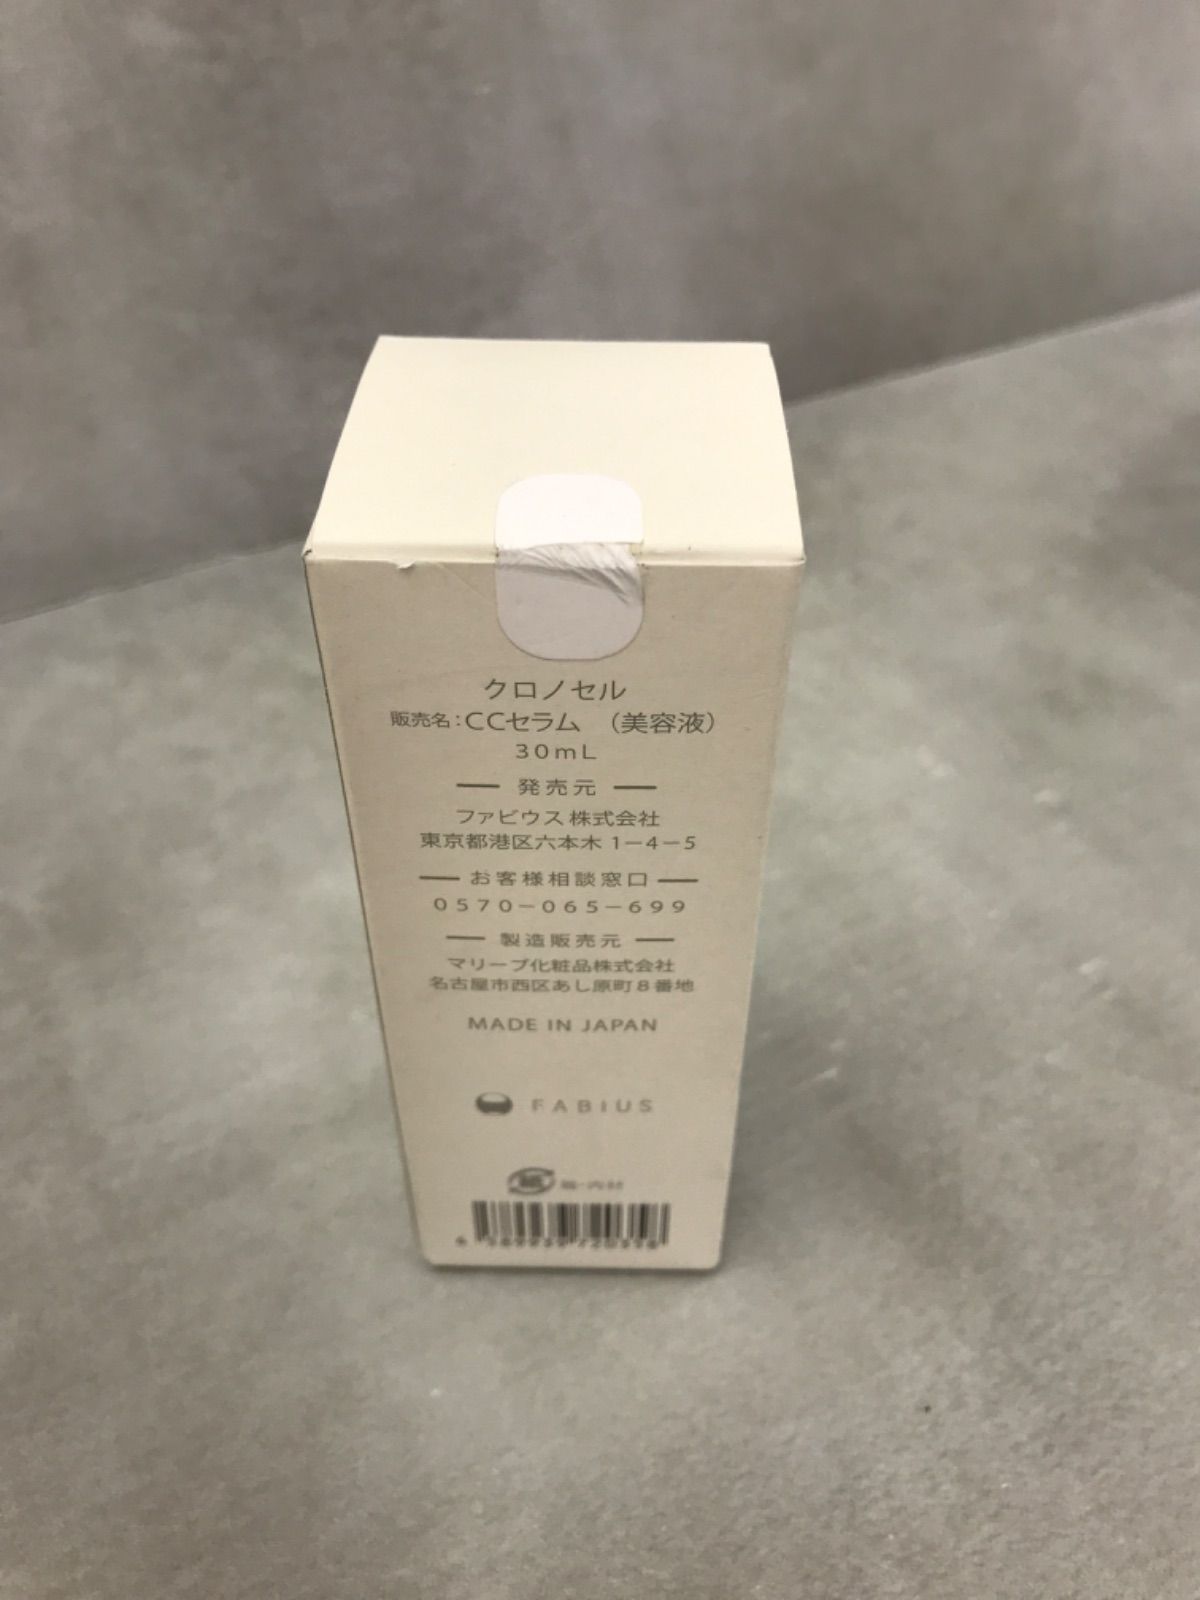 クロノセル
販売名:CCセラム (美容液)
30mL
発売元
ファビウス株式会社
東京都港区六本木1-4-5
お客様相談窓口
0570-065-699
製造販売元
マリーブ化粧品株式会社
名古屋市西区あし原町8番地
MADE IN JAPAN
FABIUS